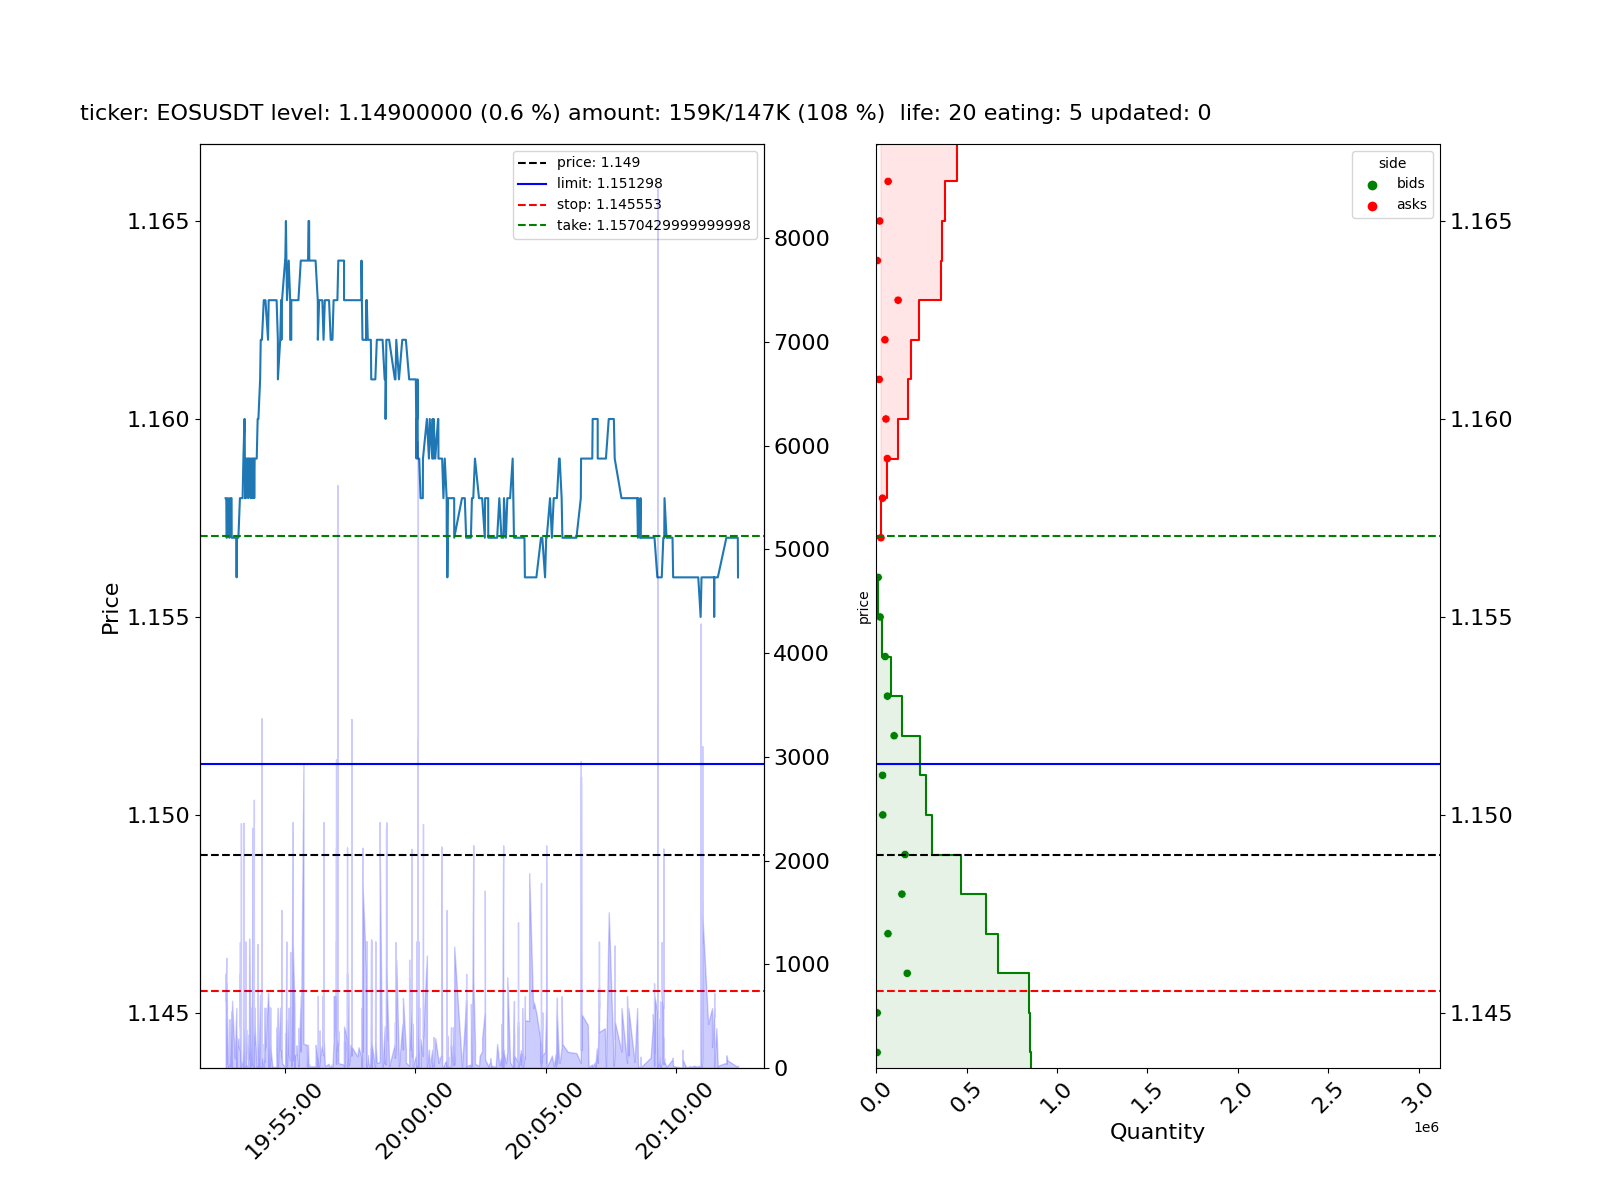 ticker: EOSUSDT level: 1.14900000 (0.6 %) amount: 159K/147K (108 %)  life: 20 eating: 5 updated: 0
price: 1.149
limit: 1.151298
stop: 1.145553
take: 1.1570429999999998
Price
1.165
1.160
1.155
1.150
1.145
8000
7000
6000
5000
4000
3000
2000
1000
0
19:55:00
20:00:00
20:05:00
20:10:00
side
bids
asks
price
1.165
1.160
1.155
1.150
1.145
0.0
0.5
1.0
1.5
2.0
2.5
3.0
1e6
Quantity